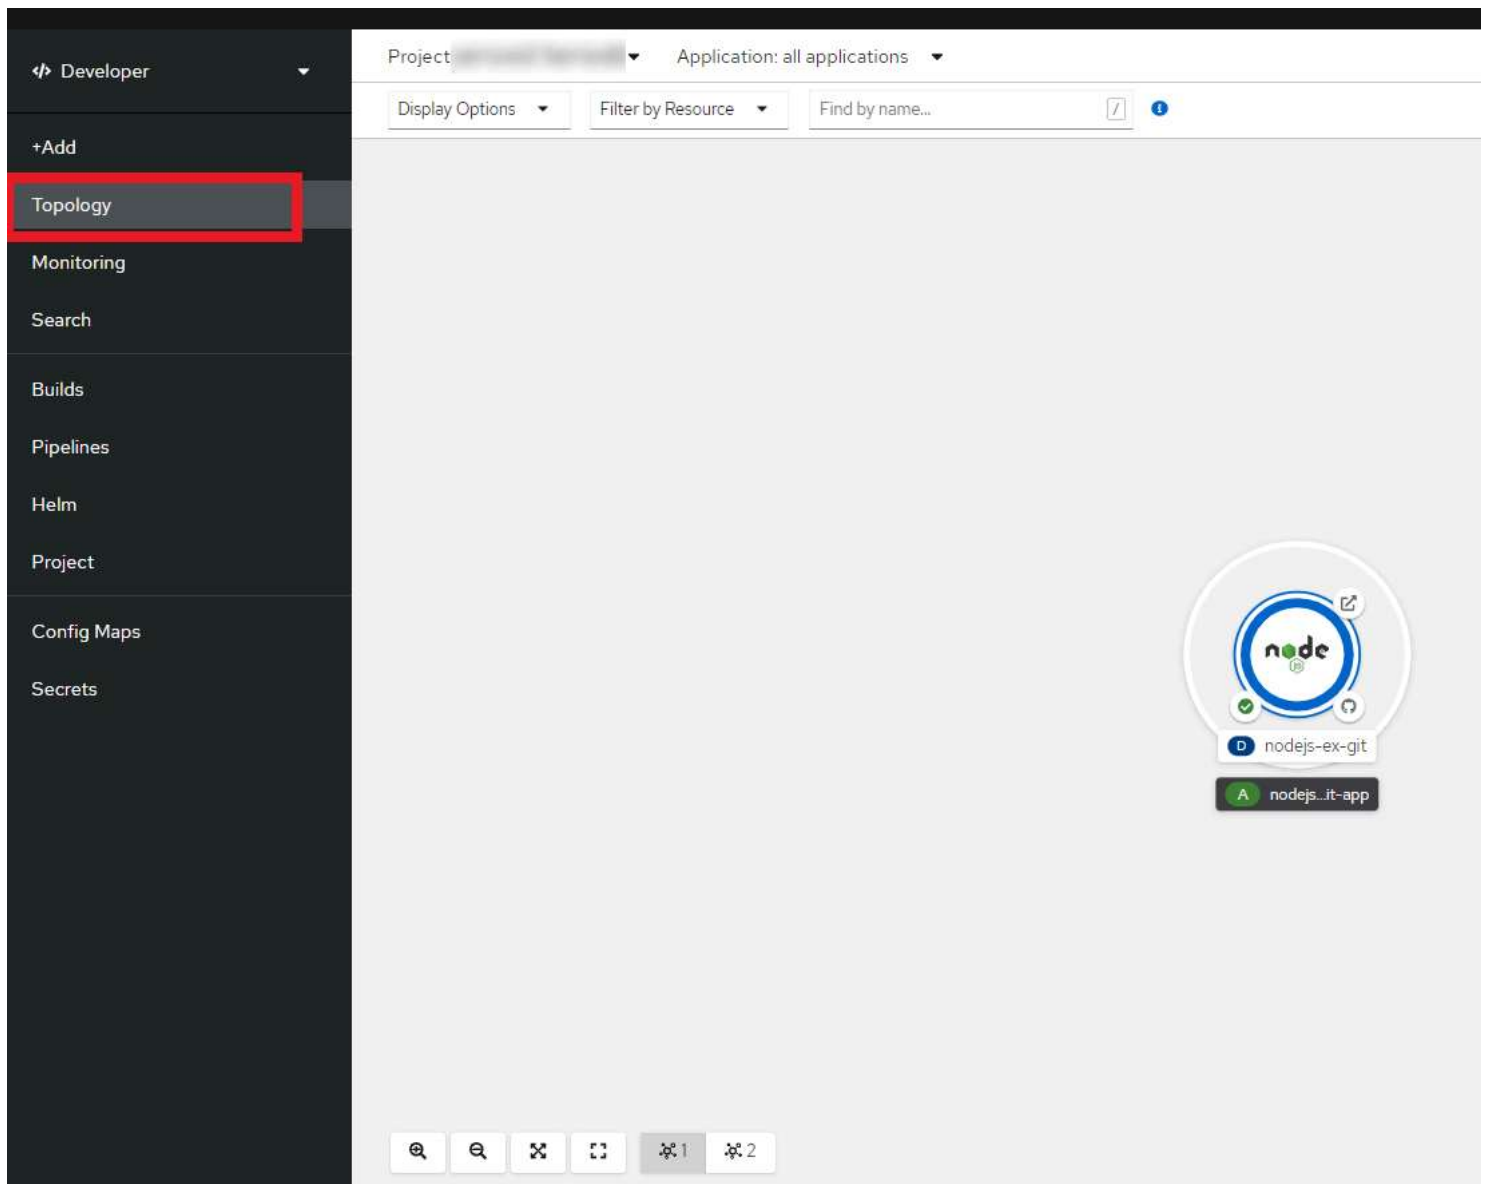 Developer
+Add
Topology
Monitoring
Search
Builds
Pipelines
Helm
Project
Config Maps
Secrets
Project
Application: all applications
Display Options
Filter by Resource
Find by name...
/
node
JS
D nodejs-ex-git
A nodejs...it-app
1
2